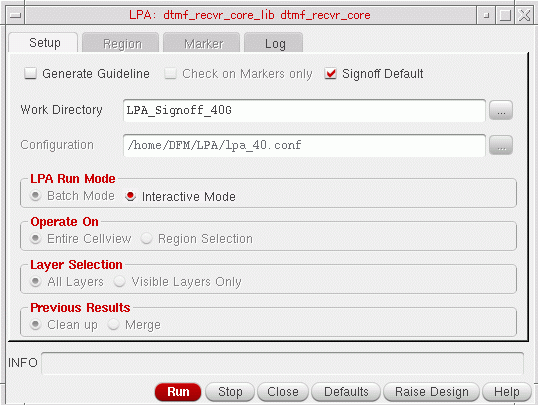 LPA: dtmf_recvr_core_lib dtmf_recvr_core
Setup Region Marker Log
Generate Guideline Check on Markers only Signoff Default
Work Directory LPA_Signoff_40G ...
Configuration /home/DFM/LPA/lpa_40.conf ...
LPA Run Mode
Batch Mode Interactive Mode
Operate On
Entire Cellview Region Selection
Layer Selection
All Layers Visible Layers Only
Previous Results
Clean up Merge
INFO
Run Stop Close Defaults Raise Design Help